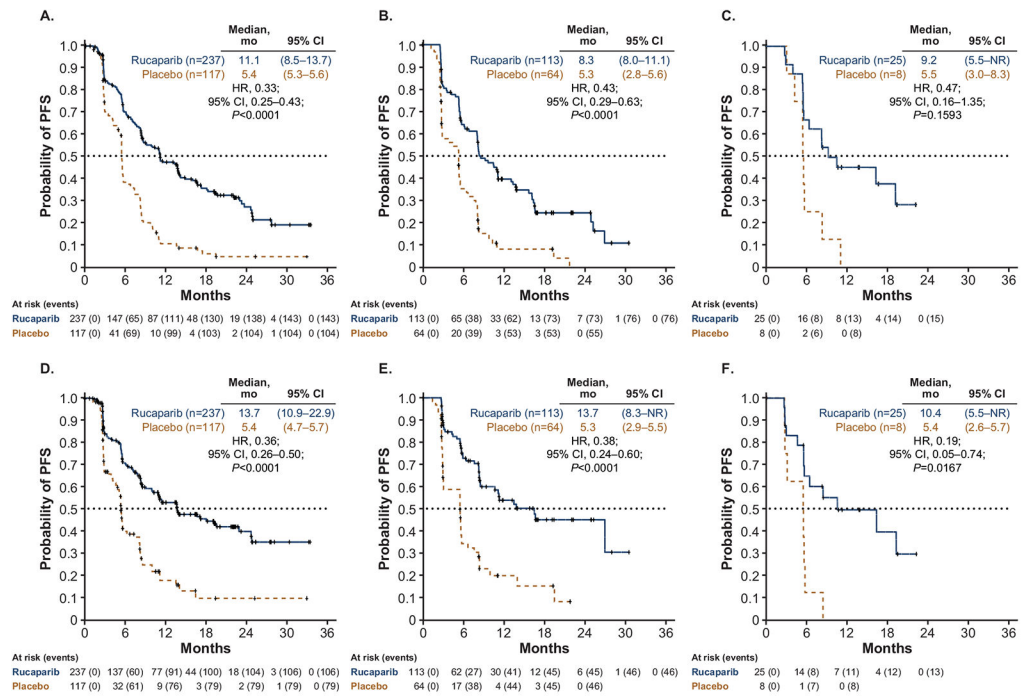 A.
Median, mo 95% CI
Rucaparib (n=237) 11.1 (8.5–13.7)
Placebo (n=117) 5.4 (5.3–5.6)
HR, 0.33;
95% CI, 0.25–0.43;
P<0.0001
Probability of PFS
1.0
0.9
0.8
0.7
0.6
0.5
0.4
0.3
0.2
0.1
0
0 6 12 18 24 30 36
Months
At risk (events)
Rucaparib 237 (0) 147 (65) 87 (111) 48 (130) 19 (138) 4 (143) 0 (143)
Placebo 117 (0) 41 (69) 10 (99) 4 (103) 2 (104) 1 (104) 0 (104)
B.
Median, mo 95% CI
Rucaparib (n=113) 8.3 (8.0–11.1)
Placebo (n=64) 5.3 (2.8–5.6)
HR, 0.43;
95% CI, 0.29–0.63;
P<0.0001
Probability of PFS
1.0
0.9
0.8
0.7
0.6
0.5
0.4
0.3
0.2
0.1
0
0 6 12 18 24 30 36
Months
At risk (events)
Rucaparib 113 (0) 65 (38) 33 (62) 13 (73) 7 (73) 1 (76) 0 (76)
Placebo 64 (0) 20 (39) 3 (53) 3 (53) 0 (55)
C.
Median, mo 95% CI
Rucaparib (n=25) 9.2 (5.5–NR)
Placebo (n=8) 5.5 (3.0–8.3)
HR, 0.47;
95% CI, 0.16–1.35;
P=0.1593
Probability of PFS
1.0
0.9
0.8
0.7
0.6
0.5
0.4
0.3
0.2
0.1
0
0 6 12 18 24 30 36
Months
At risk (events)
Rucaparib 25 (0) 16 (8) 8 (13) 4 (14) 0 (15)
Placebo 8 (0) 2 (6) 0 (8)
D.
Median, mo 95% CI
Rucaparib (n=237) 13.7 (10.9–22.9)
Placebo (n=117) 5.4 (4.7–5.7)
HR, 0.36;
95% CI, 0.26–0.50;
P<0.0001
Probability of PFS
1.0
0.9
0.8
0.7
0.6
0.5
0.4
0.3
0.2
0.1
0
0 6 12 18 24 30 36
Months
At risk (events)
Rucaparib 237 (0) 137 (60) 77 (91) 44 (100) 18 (104) 3 (106) 0 (106)
Placebo 117 (0) 32 (61) 9 (76) 3 (79) 2 (79) 1 (79) 0 (79)
E.
Median, mo 95% CI
Rucaparib (n=113) 13.7 (8.3–NR)
Placebo (n=64) 5.3 (2.9–5.5)
HR, 0.38;
95% CI, 0.24–0.60;
P<0.0001
Probability of PFS
1.0
0.9
0.8
0.7
0.6
0.5
0.4
0.3
0.2
0.1
0
0 6 12 18 24 30 36
Months
At risk (events)
Rucaparib 113 (0) 62 (27) 30 (41) 12 (45) 6 (45) 1 (46) 0 (46)
Placebo 64 (0) 17 (38) 4 (44) 3 (45) 0 (46)
F.
Median, mo 95% CI
Rucaparib (n=25) 10.4 (5.5–NR)
Placebo (n=8) 5.4 (2.6–5.7)
HR, 0.19;
95% CI, 0.05–0.74;
P=0.0167
Probability of PFS
1.0
0.9
0.8
0.7
0.6
0.5
0.4
0.3
0.2
0.1
0
0 6 12 18 24 30 36
Months
At risk (events)
Rucaparib 25 (0) 14 (8) 7 (11) 4 (12) 0 (13)
Placebo 8 (0) 1 (7) 0 (8)